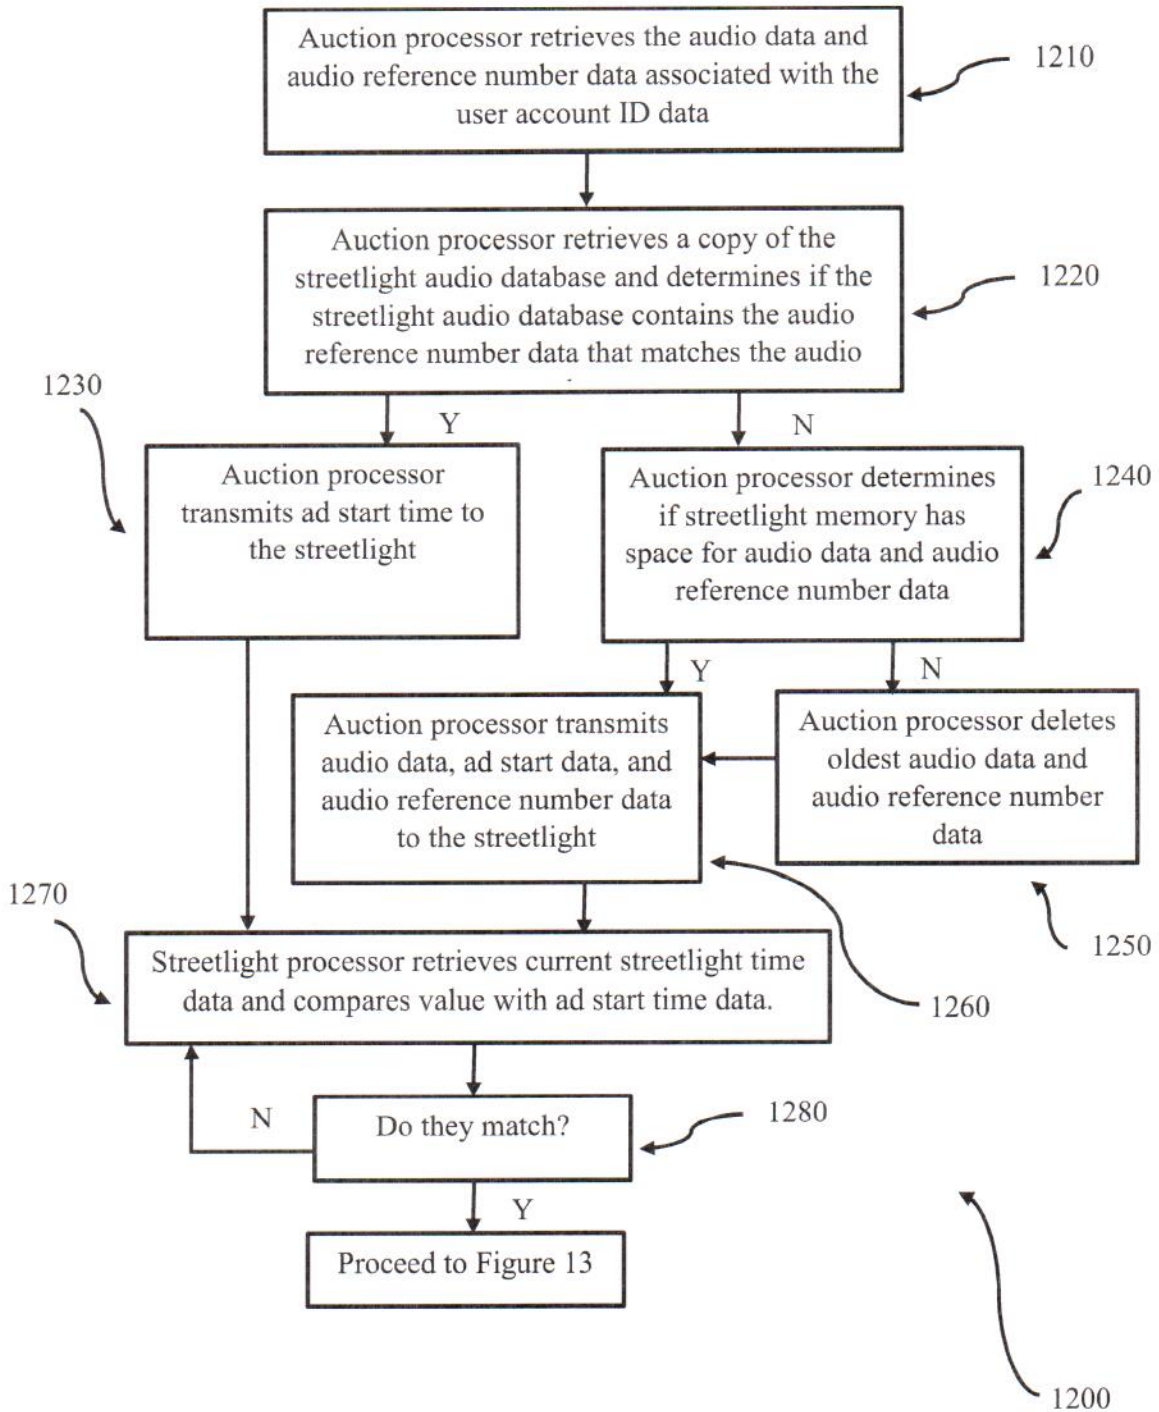 Auction processor retrieves the audio data and
audio reference number data associated with the
user account ID data
1210
Auction processor retrieves a copy of the
streetlight audio database and determines if the
streetlight audio database contains the audio
reference number data that matches the audio
1220
1230
Y
N
Auction processor
transmits ad start time to
the streetlight
Auction processor determines
if streetlight memory has
space for audio data and audio
reference number data
1240
Y
N
Auction processor transmits
audio data, ad start data, and
audio reference number data
to the streetlight
Auction processor deletes
oldest audio data and
audio reference number
data
1270
1250
1260
Streetlight processor retrieves current streetlight time
data and compares value with ad start time data.
N
Do they match?
1280
Y
Proceed to Figure 13
1200